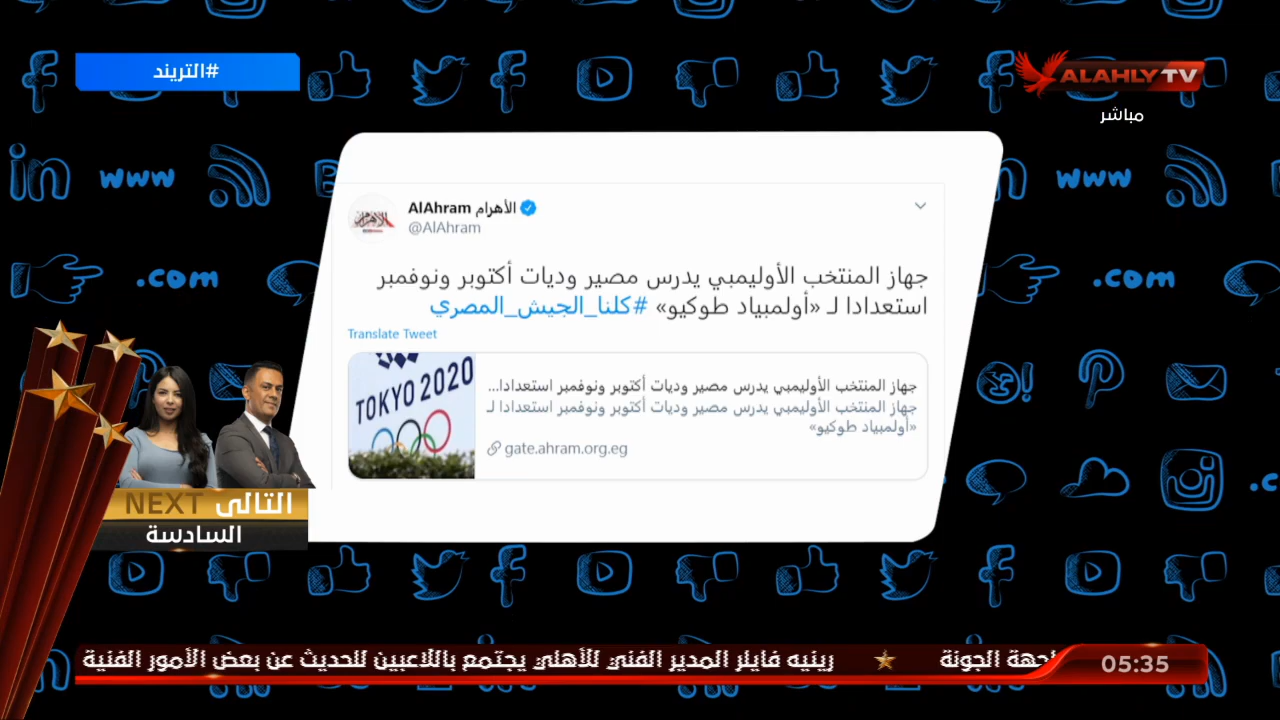 #التريند
ALAHLY TV
مباشر
AlAhram الأهرام
@AlAhram
جهاز المنتخب الأوليمبي يدرس مصير وديات أكتوبر ونوفمبر
استعدادا لـ «أولمبياد طوكيو» #كلنا_الجيش_المصري
Translate Tweet
TOKYO 2020
جهاز المنتخب الأوليمبي يدرس مصير وديات أكتوبر ونوفمبر استعدادا...
جهاز المنتخب الأوليمبي يدرس مصير وديات أكتوبر ونوفمبر استعدادا لـ
«أولمبياد طوكيو»
gate.ahram.org.eg
www
www
.com
.com
NEXT التالى
السادسة
الجونة
رينيه فايلر المدير الفني للأهلي يجتمع باللاعبين للحديث عن بعض الأمور الفنية
05:35